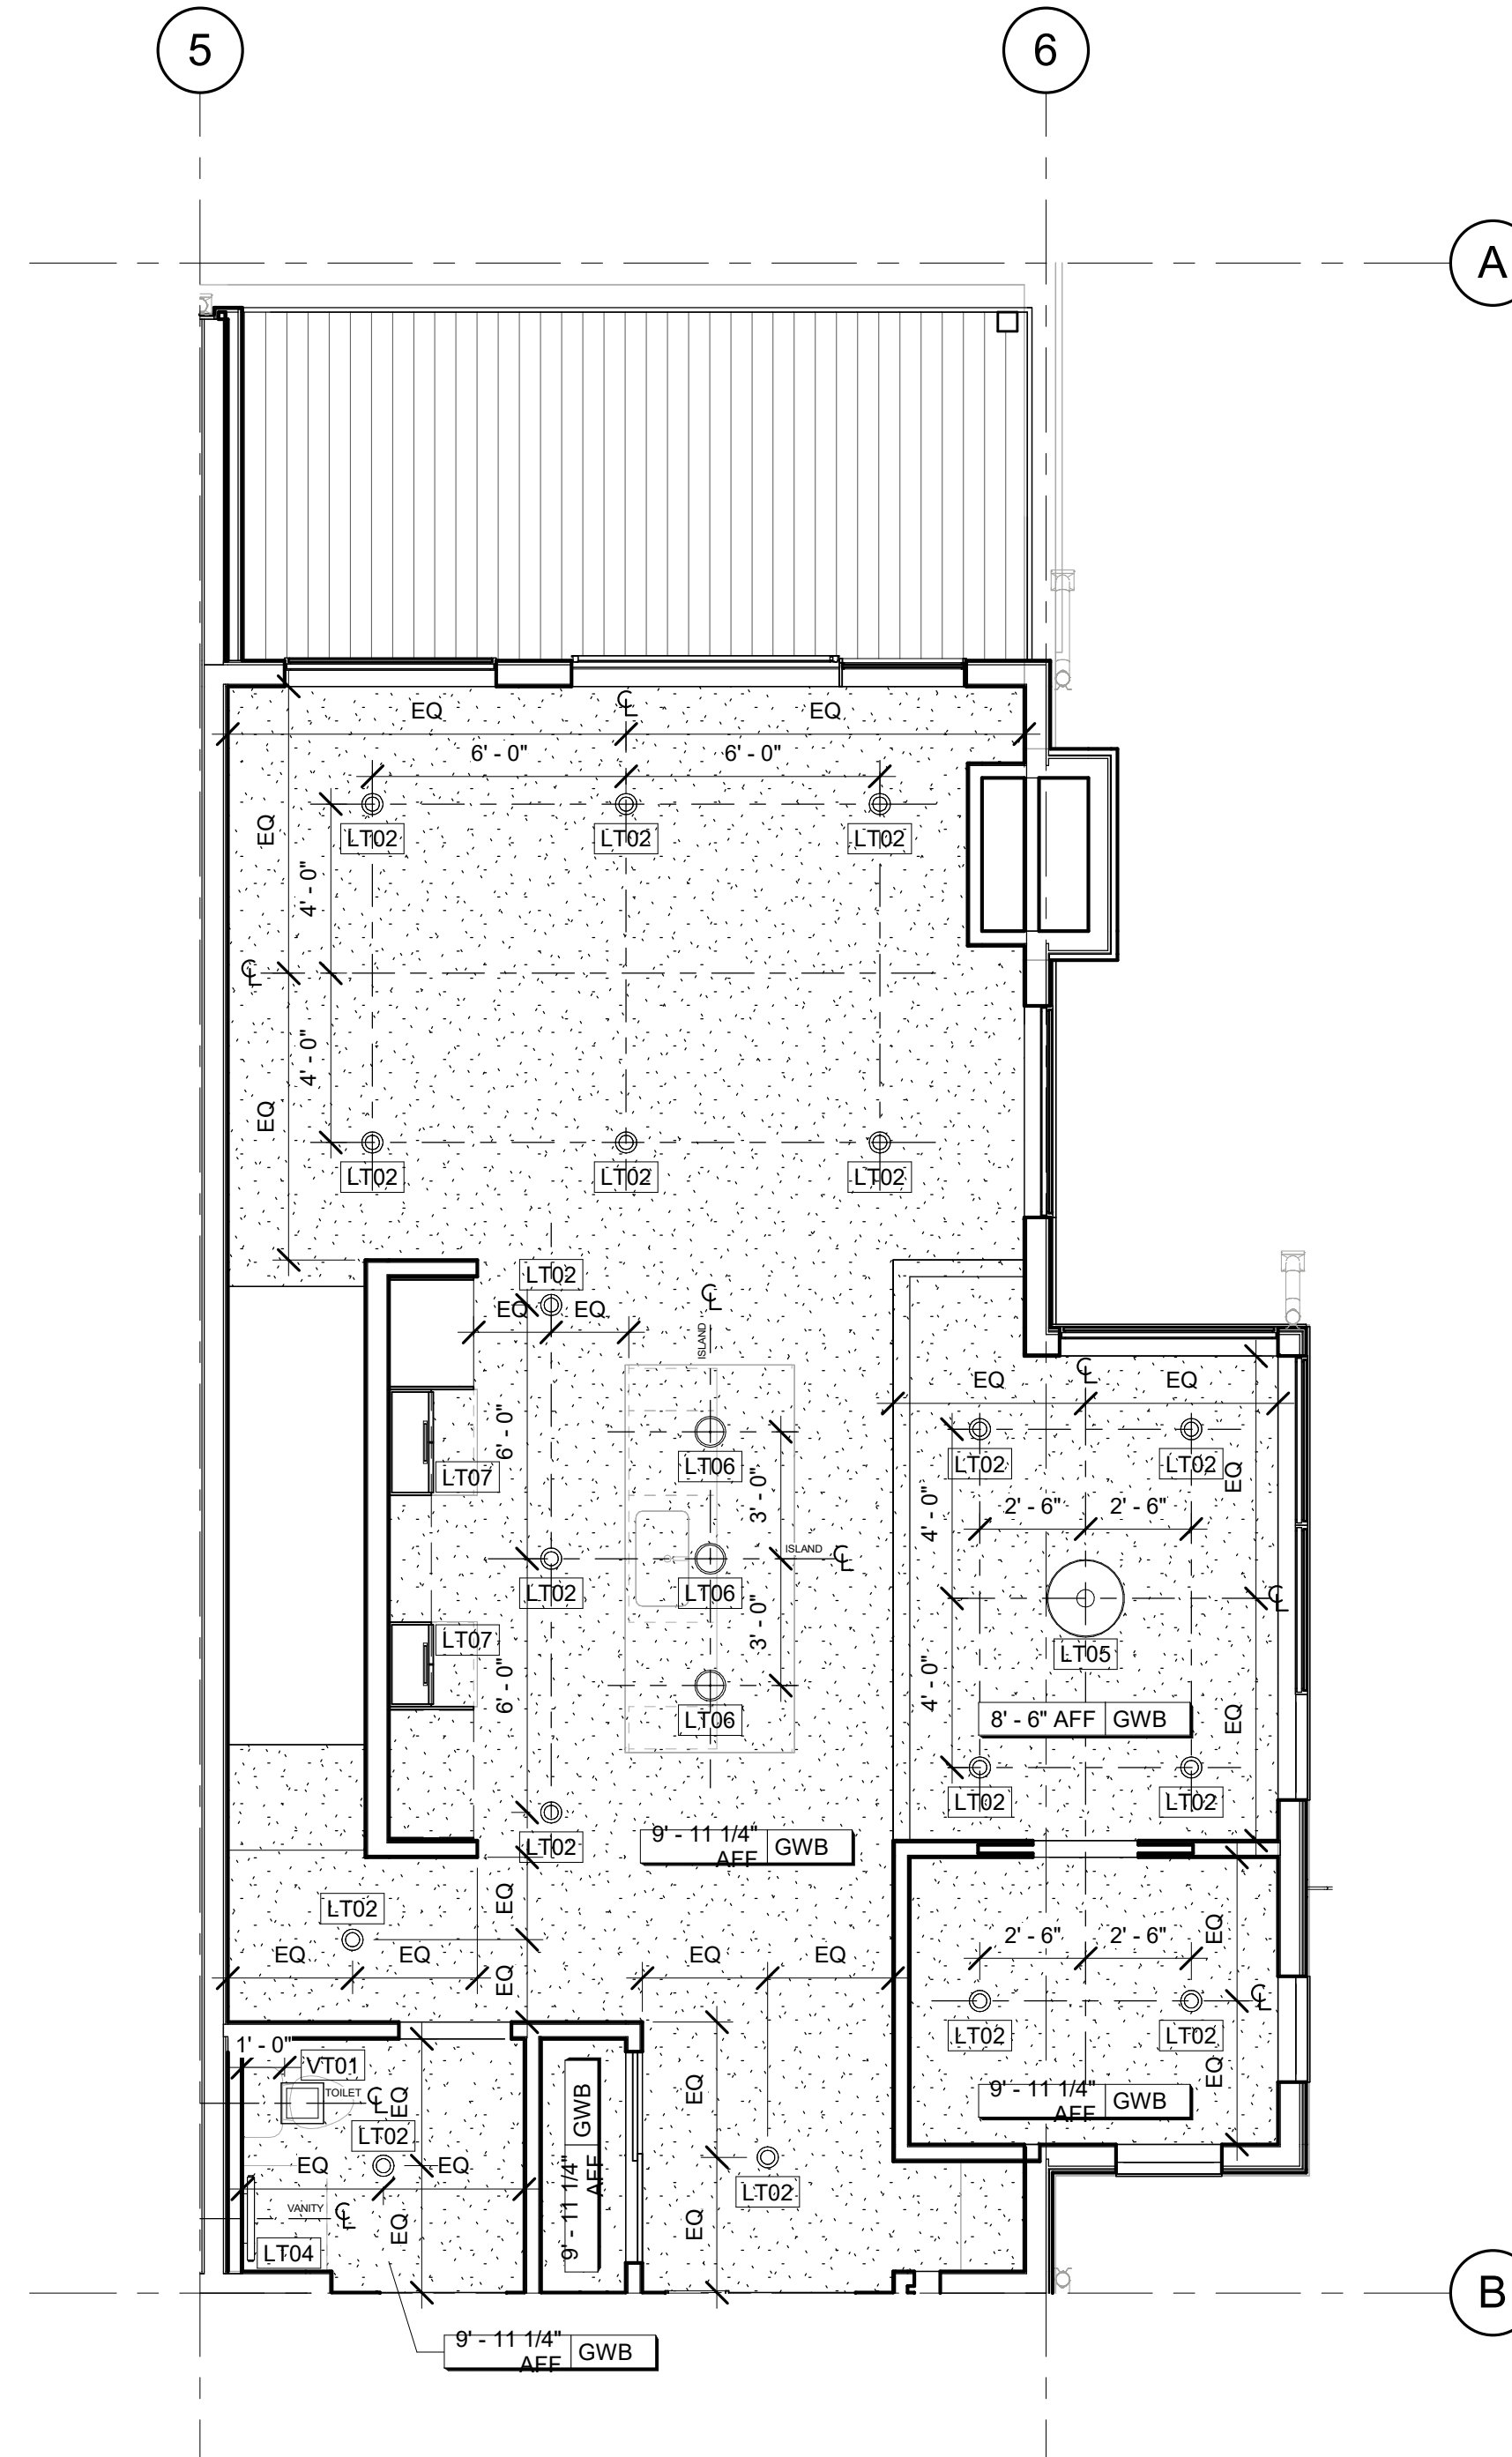 5
6
A
EQ
℄
EQ
6' - 0"
6' - 0"
LT02
LT02
LT02
EQ
4' - 0"
℄
4' - 0"
EQ
LT02
LT02
LT02
LT02
EQ
EQ
℄
ISLAND
EQ
℄
EQ
6' - 0"
LT07
LT06
3' - 0"
LT02
LT02
EQ
4' - 0"
2' - 6"
2' - 6"
ISLAND
℄
LT02
LT06
℄
LT07
3' - 0"
LT05
6' - 0"
4' - 0"
LT06
8' - 6" AFF
GWB
EQ
LT02
LT02
LT02
9' - 11 1/4"
AFF
GWB
EQ
LT02
2' - 6"
2' - 6"
EQ
EQ
EQ
EQ
EQ
EQ
℄
LT02
LT02
1' - 0"
VT01
TOILET
℄
EQ
GWB
9' - 11 1/4"
AFF
EQ
EQ
9' - 11 1/4"
AFF
GWB
LT02
EQ
EQ
LT02
VANITY
℄
EQ
EQ
LT04
B
9' - 11 1/4"
AFF
GWB